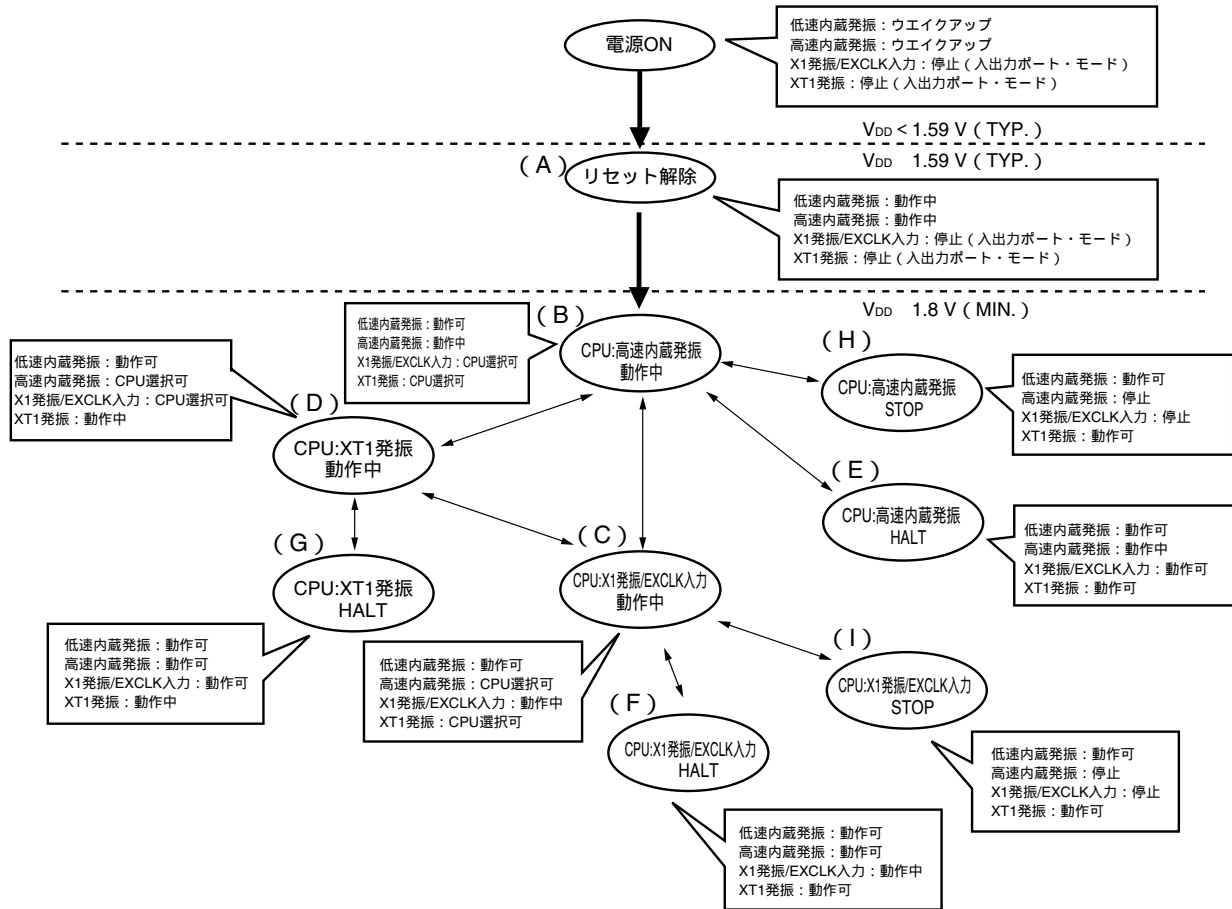 電源ON
低速内蔵発振：ウエイクアップ
高速内蔵発振：ウエイクアップ
X1発振/EXCLK入力：停止（入出力ポート・モード）
XT1発振：停止（入出力ポート・モード）
VDD < 1.59 V（TYP.）
VDD 1.59 V（TYP.）
（A）
リセット解除
低速内蔵発振：動作中
高速内蔵発振：動作中
X1発振/EXCLK入力：停止（入出力ポート・モード）
XT1発振：停止（入出力ポート・モード）
VDD 1.8 V（MIN.）
（B）
CPU:高速内蔵発振
動作中
低速内蔵発振：動作可
高速内蔵発振：動作中
X1発振/EXCLK入力：CPU選択可
XT1発振：CPU選択可
（H）
CPU:高速内蔵発振
STOP
低速内蔵発振：動作可
高速内蔵発振：停止
X1発振/EXCLK入力：停止
XT1発振：動作可
低速内蔵発振：動作可
高速内蔵発振：CPU選択可
X1発振/EXCLK入力：CPU選択可
XT1発振：動作中
（D）
CPU:XT1発振
動作中
（E）
CPU:高速内蔵発振
HALT
低速内蔵発振：動作可
高速内蔵発振：動作中
X1発振/EXCLK入力：動作可
XT1発振：動作可
（G）
CPU:XT1発振
HALT
低速内蔵発振：動作可
高速内蔵発振：動作可
X1発振/EXCLK入力：動作可
XT1発振：動作中
（C）
CPU:X1発振/EXCLK入力
動作中
低速内蔵発振：動作可
高速内蔵発振：CPU選択可
X1発振/EXCLK入力：動作中
XT1発振：CPU選択可
（I）
CPU:X1発振/EXCLK入力
STOP
低速内蔵発振：動作可
高速内蔵発振：停止
X1発振/EXCLK入力：停止
XT1発振：動作可
（F）
CPU:X1発振/EXCLK入力
HALT
低速内蔵発振：動作可
高速内蔵発振：動作可
X1発振/EXCLK入力：動作中
XT1発振：動作可